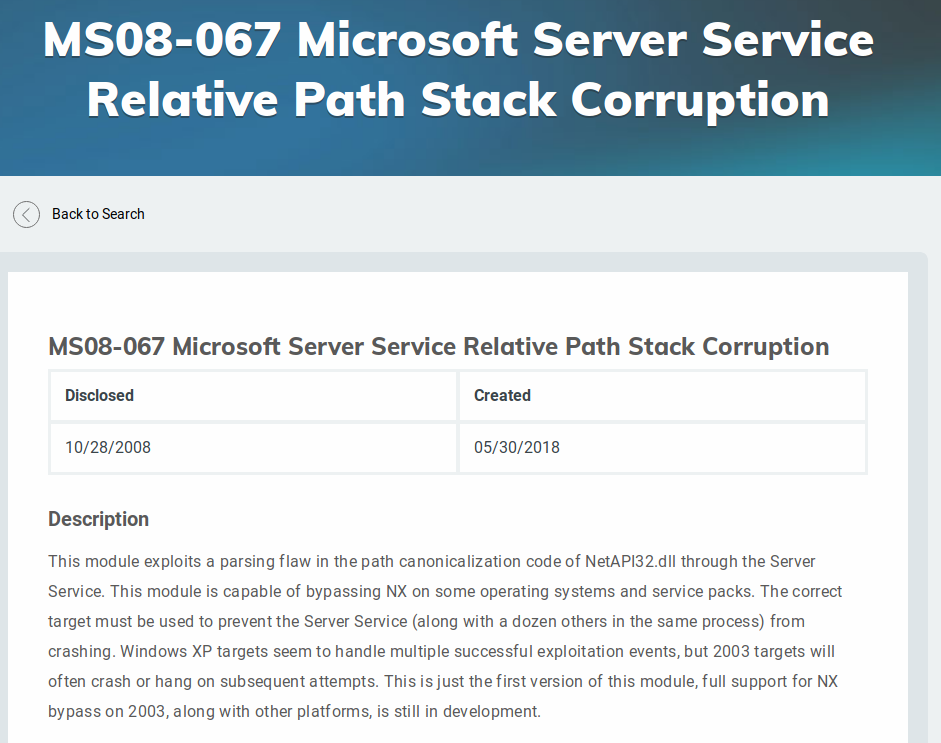 MS08-067 Microsoft Server Service
Relative Path Stack Corruption
Back to Search
MS08-067 Microsoft Server Service Relative Path Stack Corruption
Disclosed
Created
10/28/2008
05/30/2018
Description
This module exploits a parsing flaw in the path canonicalization code of NetAPI32.dll through the Server
Service. This module is capable of bypassing NX on some operating systems and service packs. The correct
target must be used to prevent the Server Service (along with a dozen others in the same process) from
crashing. Windows XP targets seem to handle multiple successful exploitation events, but 2003 targets will
often crash or hang on subsequent attempts. This is just the first version of this module, full support for NX
bypass on 2003, along with other platforms, is still in development.